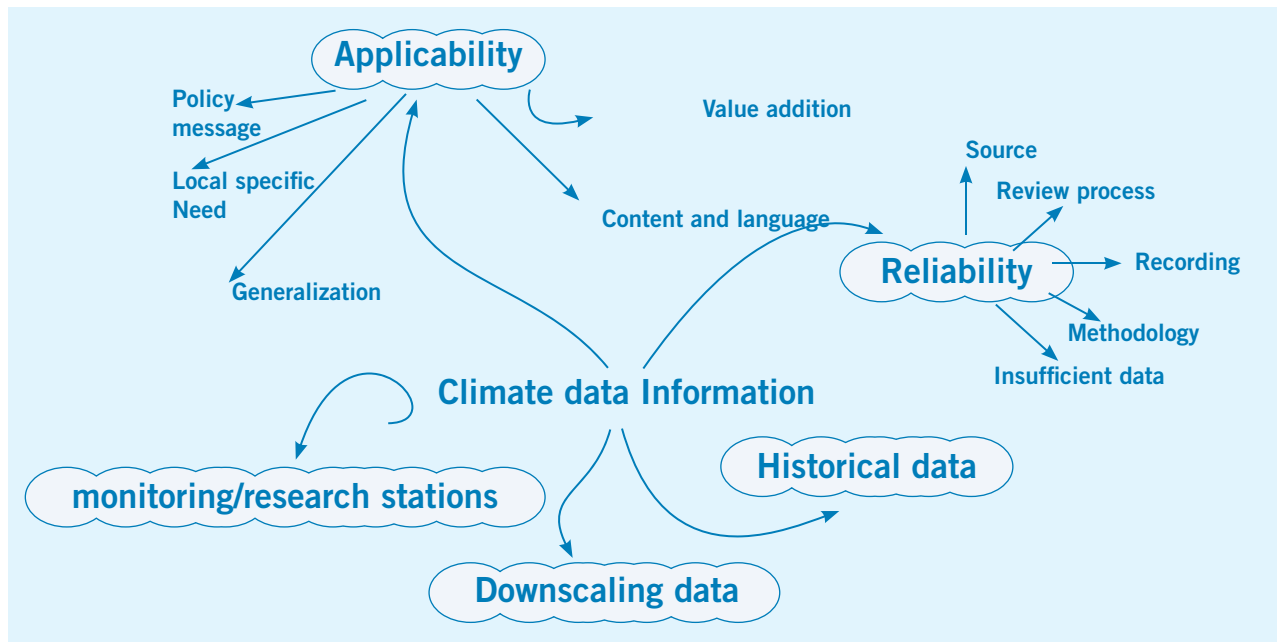 Applicability
Policy
message
Value addition
Local specific
Need
Content and language
Generalization
Source
Review process
Reliability
Recording
Methodology
Insufficient data
Climate data Information
Historical data
monitoring/research stations
Downscaling data